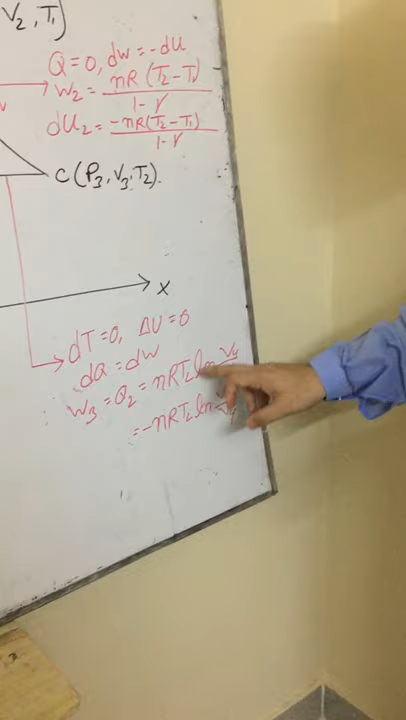 V₂, T₁)
Q = 0, dw = -dU
W₂ = nR (T₂ - T₁) / 1 - γ
dU₂ = -nR(T₂ - T₁) / 1 - γ
C (P₃, V₃, T₂).
X
dT = 0, ΔU = 0
dQ = dW
W₃ = Q₂ = nRT₂ ln V₄
= -nRT₂ ln